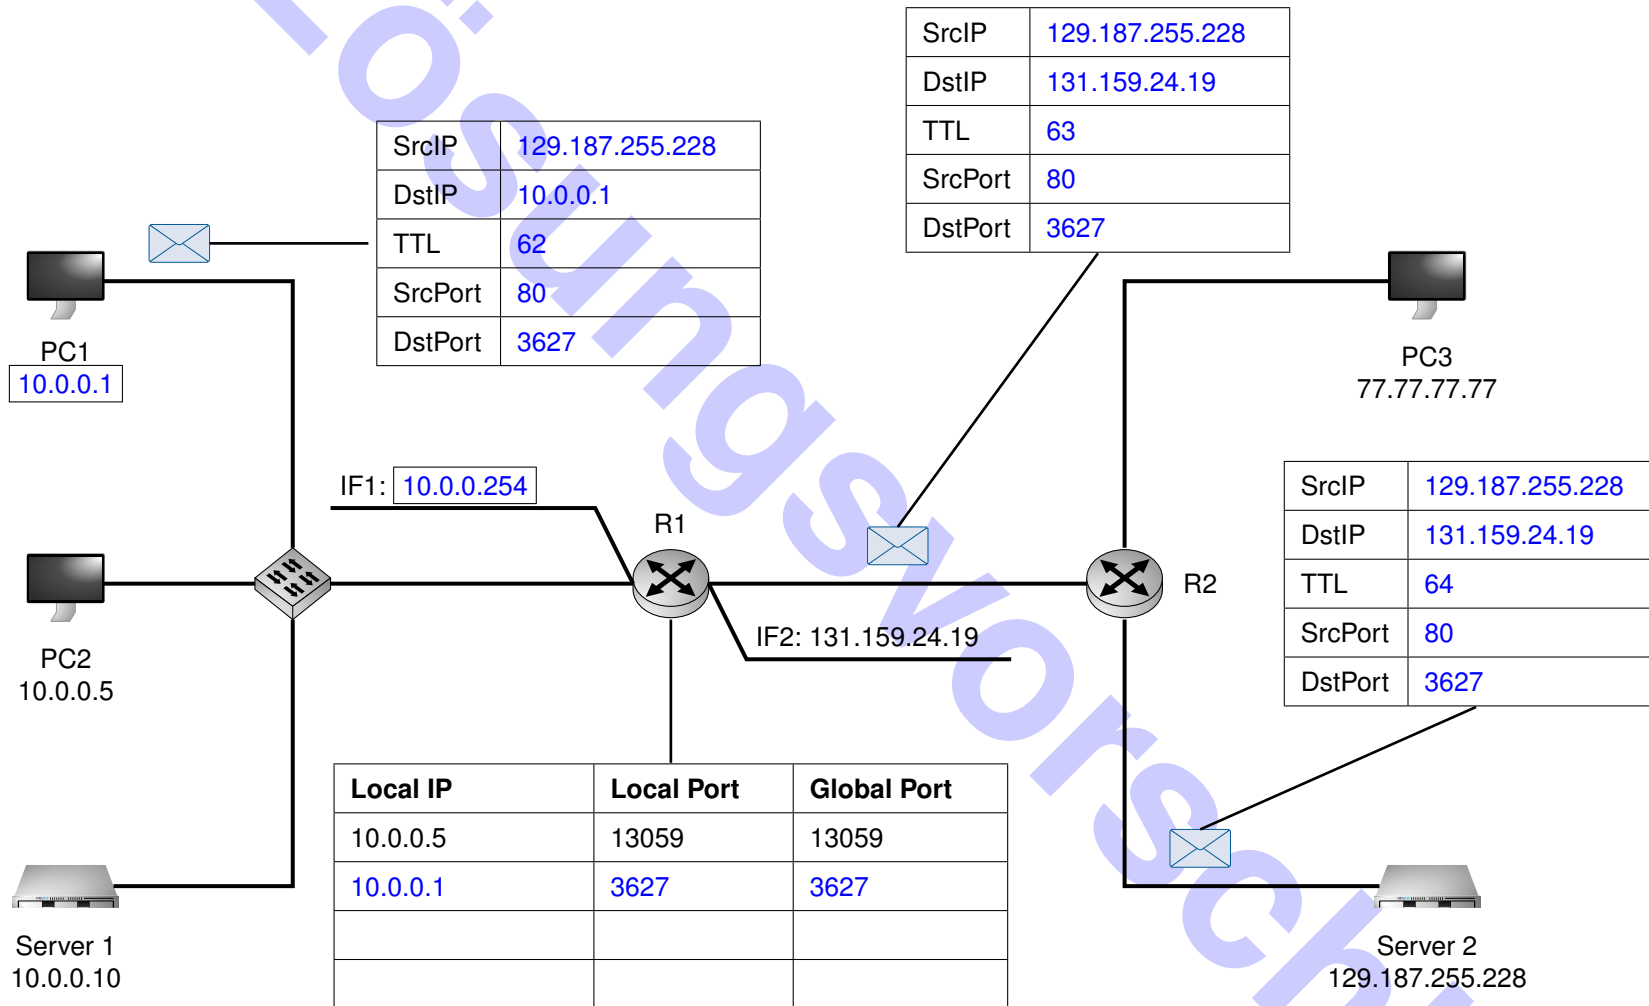 SrcIP 129.187.255.228
DstIP 131.159.24.19
TTL 63
SrcPort 80
DstPort 3627
SrcIP 129.187.255.228
DstIP 10.0.0.1
TTL 62
SrcPort 80
DstPort 3627
PC1
10.0.0.1
PC3
77.77.77.77
IF1: 10.0.0.254
R1
SrcIP 129.187.255.228
DstIP 131.159.24.19
TTL 64
SrcPort 80
DstPort 3627
R2
IF2: 131.159.24.19
PC2
10.0.0.5
Local IP Local Port Global Port
10.0.0.5 13059 13059
10.0.0.1 3627 3627
Server 1
10.0.0.10
Server 2
129.187.255.228
Lösungsvorsch